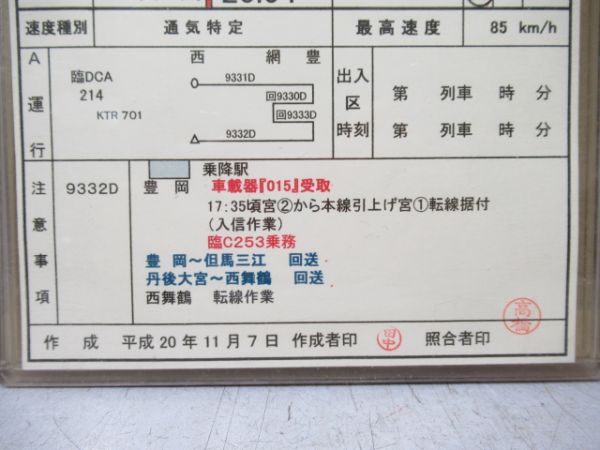 速度種別 通気特定 最高速度 85 km/h
A運行
臨DCA
214
KTR 701
西 網 豊
9331D
回9330D
回9333D
9332D
出入区時刻
第 列車 時 分
第 列車 時 分
注意事項
9332D
乗降駅
豊 岡 車載器『015』受取
17:35頃宮②から本線引上げ宮①転線据付
(入信作業)
臨C253乗務
豊 岡～但馬三江 回送
丹後大宮～西舞鶴 回送
西舞鶴 転線作業
作 成 平成20年11月7日 作成者印 田中 照合者印 高橋